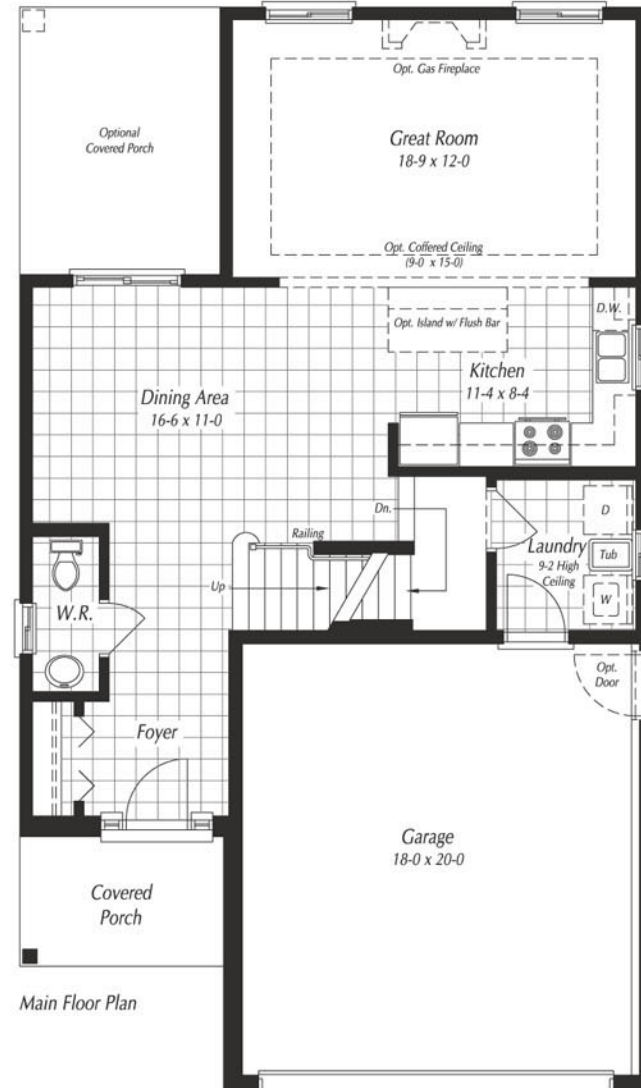 Opt. Gas Fireplace
Great Room
18-9 x 12-0
Optional
Covered Porch
Opt. Coffered Ceiling
(9-0 x 15-0)
D.W.
Opt. Island w/ Flush Bar
Kitchen
11-4 x 8-4
Dining Area
16-6 x 11-0
Dn.
D
Railing
Laundry
9-2 High
Ceiling
Tub
Up
W
W.R.
Opt.
Door
Foyer
Garage
18-0 x 20-0
Covered
Porch
Main Floor Plan